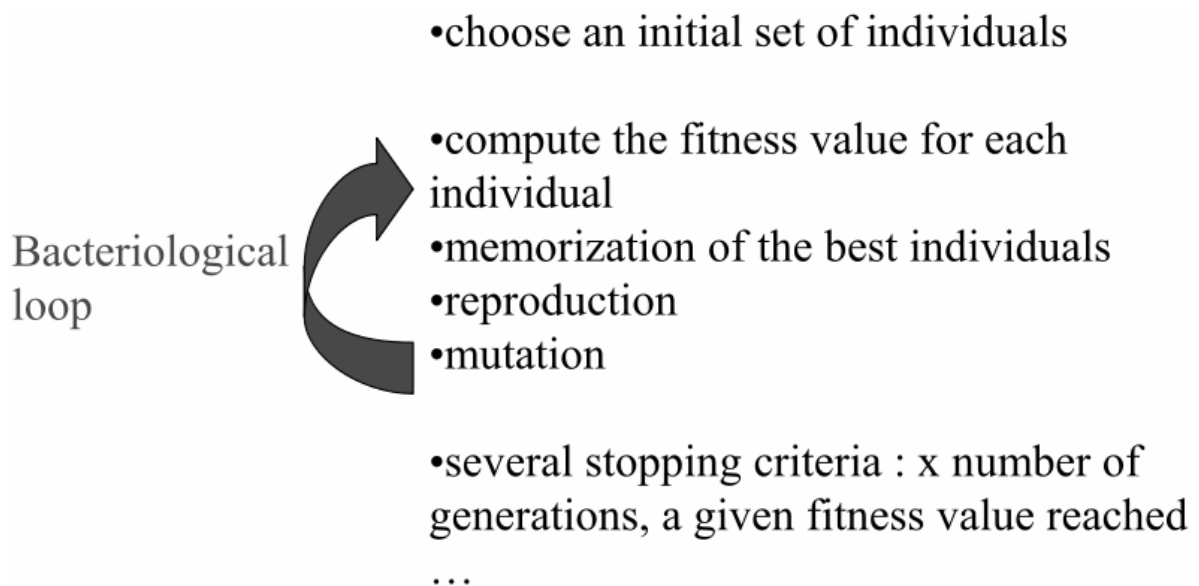 •choose an initial set of individuals
•compute the fitness value for each
individual
Bacteriological
loop
•memorization of the best individuals
•reproduction
•mutation
•several stopping criteria : x number of
generations, a given fitness value reached
…